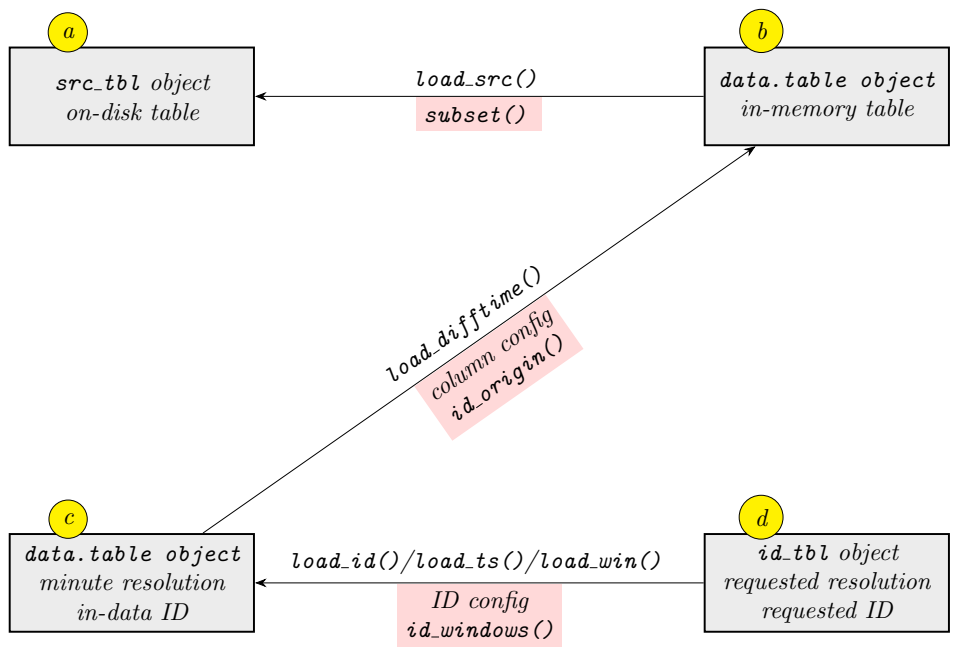 a
src_tbl object
on-disk table
load_src()
subset()
b
data.table object
in-memory table
load_difftime()
column config
id_origin()
c
data.table object
minute resolution
in-data ID
load_id()/load_ts()/load_win()
ID config
id_windows()
d
id_tbl object
requested resolution
requested ID